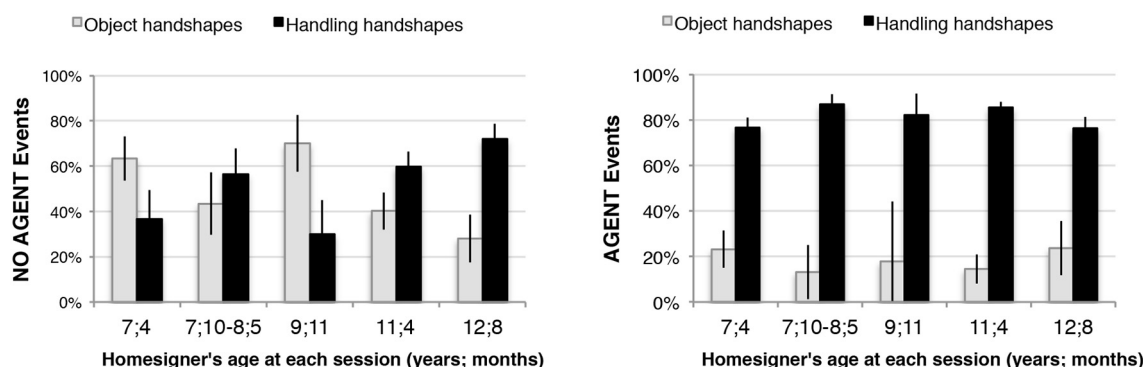 Object handshapes Handling handshapes
NO AGENT Events
100%
80%
60%
40%
20%
0%
7;4 7;10-8;5 9;11 11;4 12;8
Homesigner's age at each session (years; months)
Object handshapes Handling handshapes
AGENT Events
100%
80%
60%
40%
20%
0%
7;4 7;10-8;5 9;11 11;4 12;8
Homesigner's age at each session (years; months)